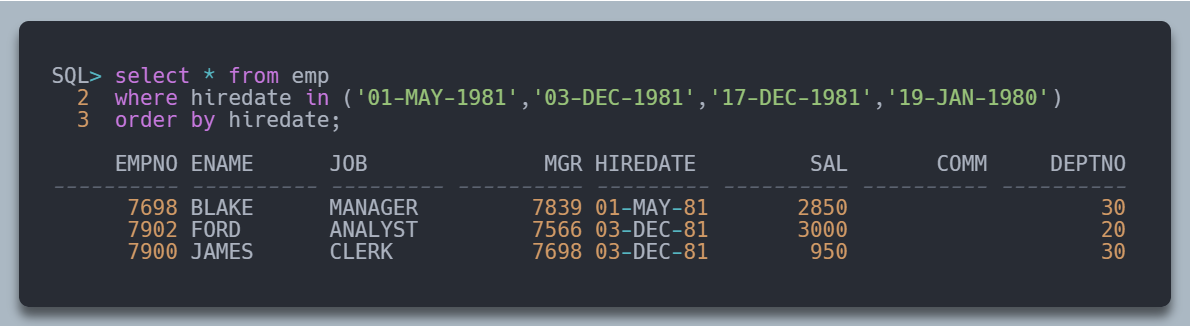 SQL> select * from emp
  2  where hiredate in ('01-MAY-1981','03-DEC-1981','17-DEC-1981','19-JAN-1980')
  3  order by hiredate;

     EMPNO ENAME      JOB              MGR HIREDATE         SAL       COMM     DEPTNO
---------- ---------- --------- ---------- --------- ---------- ---------- ----------
      7698 BLAKE      MANAGER         7839 01-MAY-81       2850                    30
      7902 FORD       ANALYST         7566 03-DEC-81       3000                    20
      7900 JAMES      CLERK           7698 03-DEC-81        950                    30